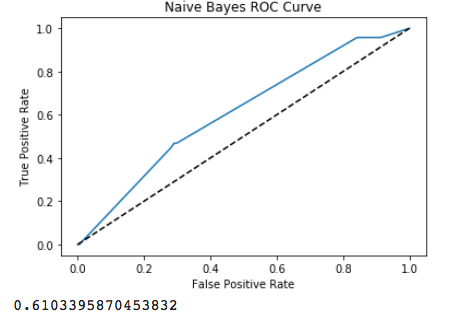 Naive Bayes ROC Curve
1.0
0.8
0.6
0.4
0.2
0.0
True Positive Rate
0.0 0.2 0.4 0.6 0.8 1.0
False Positive Rate
0.6103395870453832